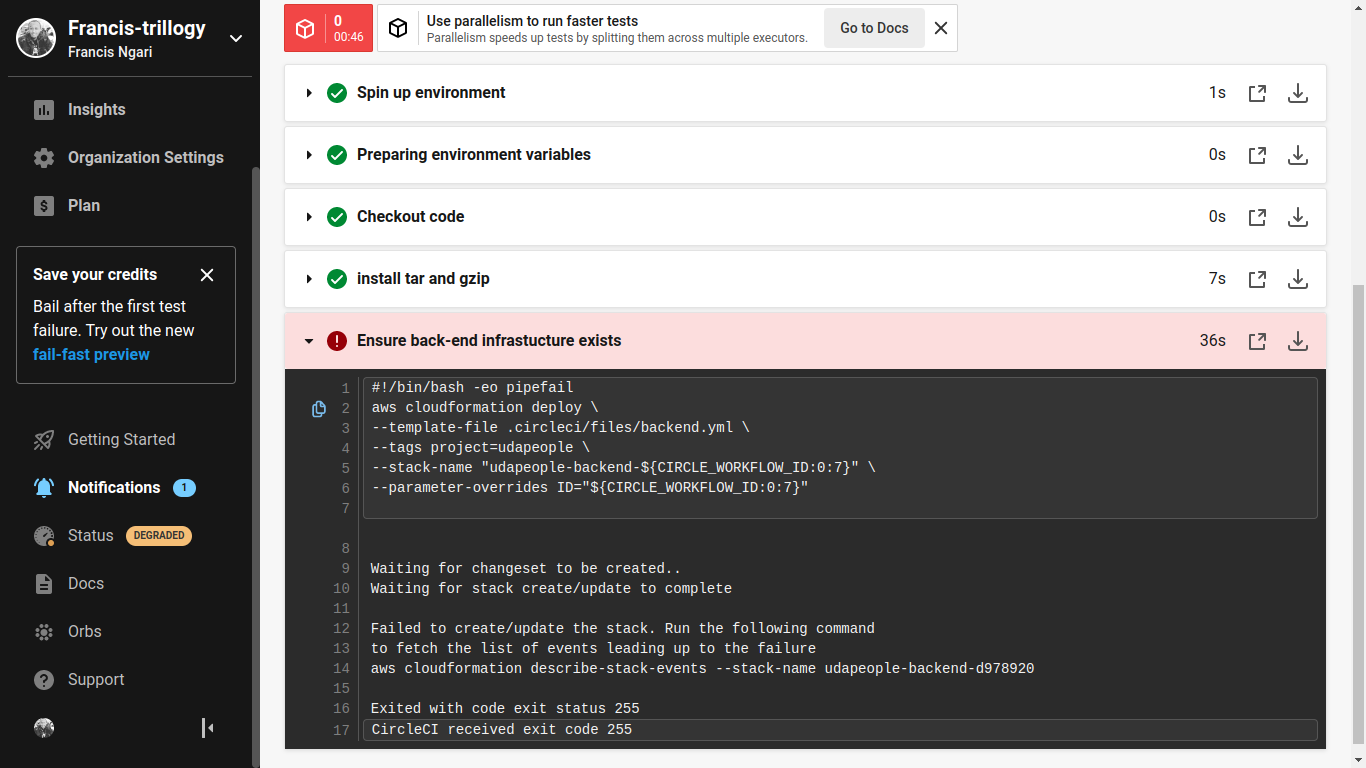 Francis-trillogy
Francis Ngari
Insights
Organization Settings
Plan
Save your credits
Bail after the first test
failure. Try out the new
fail-fast preview
Getting Started
Notifications 1
Status DEGRADED
Docs
Orbs
Support
0
00:46
Use parallelism to run faster tests
Parallelism speeds up tests by splitting them across multiple executors.
Go to Docs
Spin up environment 1s
Preparing environment variables 0s
Checkout code 0s
install tar and gzip 7s
Ensure back-end infrastucture exists 36s
1 #!/bin/bash -eo pipefail
2 aws cloudformation deploy \
3 --template-file .circleci/files/backend.yml \
4 --tags project=udapeople \
5 --stack-name "udapeople-backend-${CIRCLE_WORKFLOW_ID:0:7}" \
6 --parameter-overrides ID="${CIRCLE_WORKFLOW_ID:0:7}"
7
8
9 Waiting for changeset to be created..
10 Waiting for stack create/update to complete
11
12 Failed to create/update the stack. Run the following command
13 to fetch the list of events leading up to the failure
14 aws cloudformation describe-stack-events --stack-name udapeople-backend-d978920
15
16 Exited with code exit status 255
17 CircleCI received exit code 255